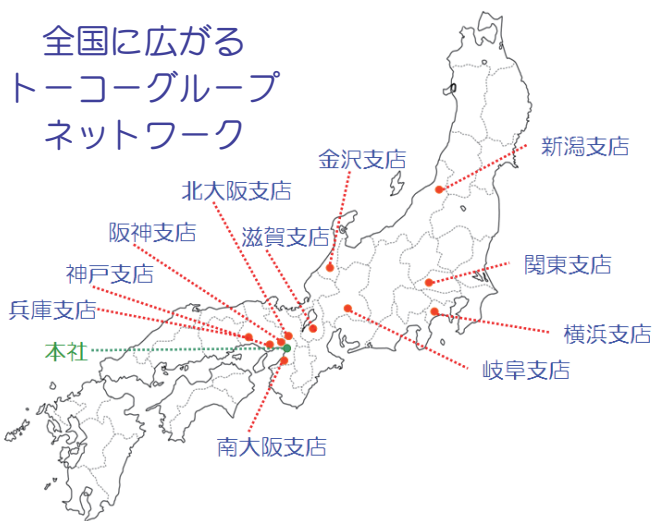 全国に広がる
トーコーグループ
ネットワーク
金沢支店
新潟支店
北大阪支店
阪神支店
滋賀支店
神戸支店
関東支店
兵庫支店
横浜支店
本社
岐阜支店
南大阪支店